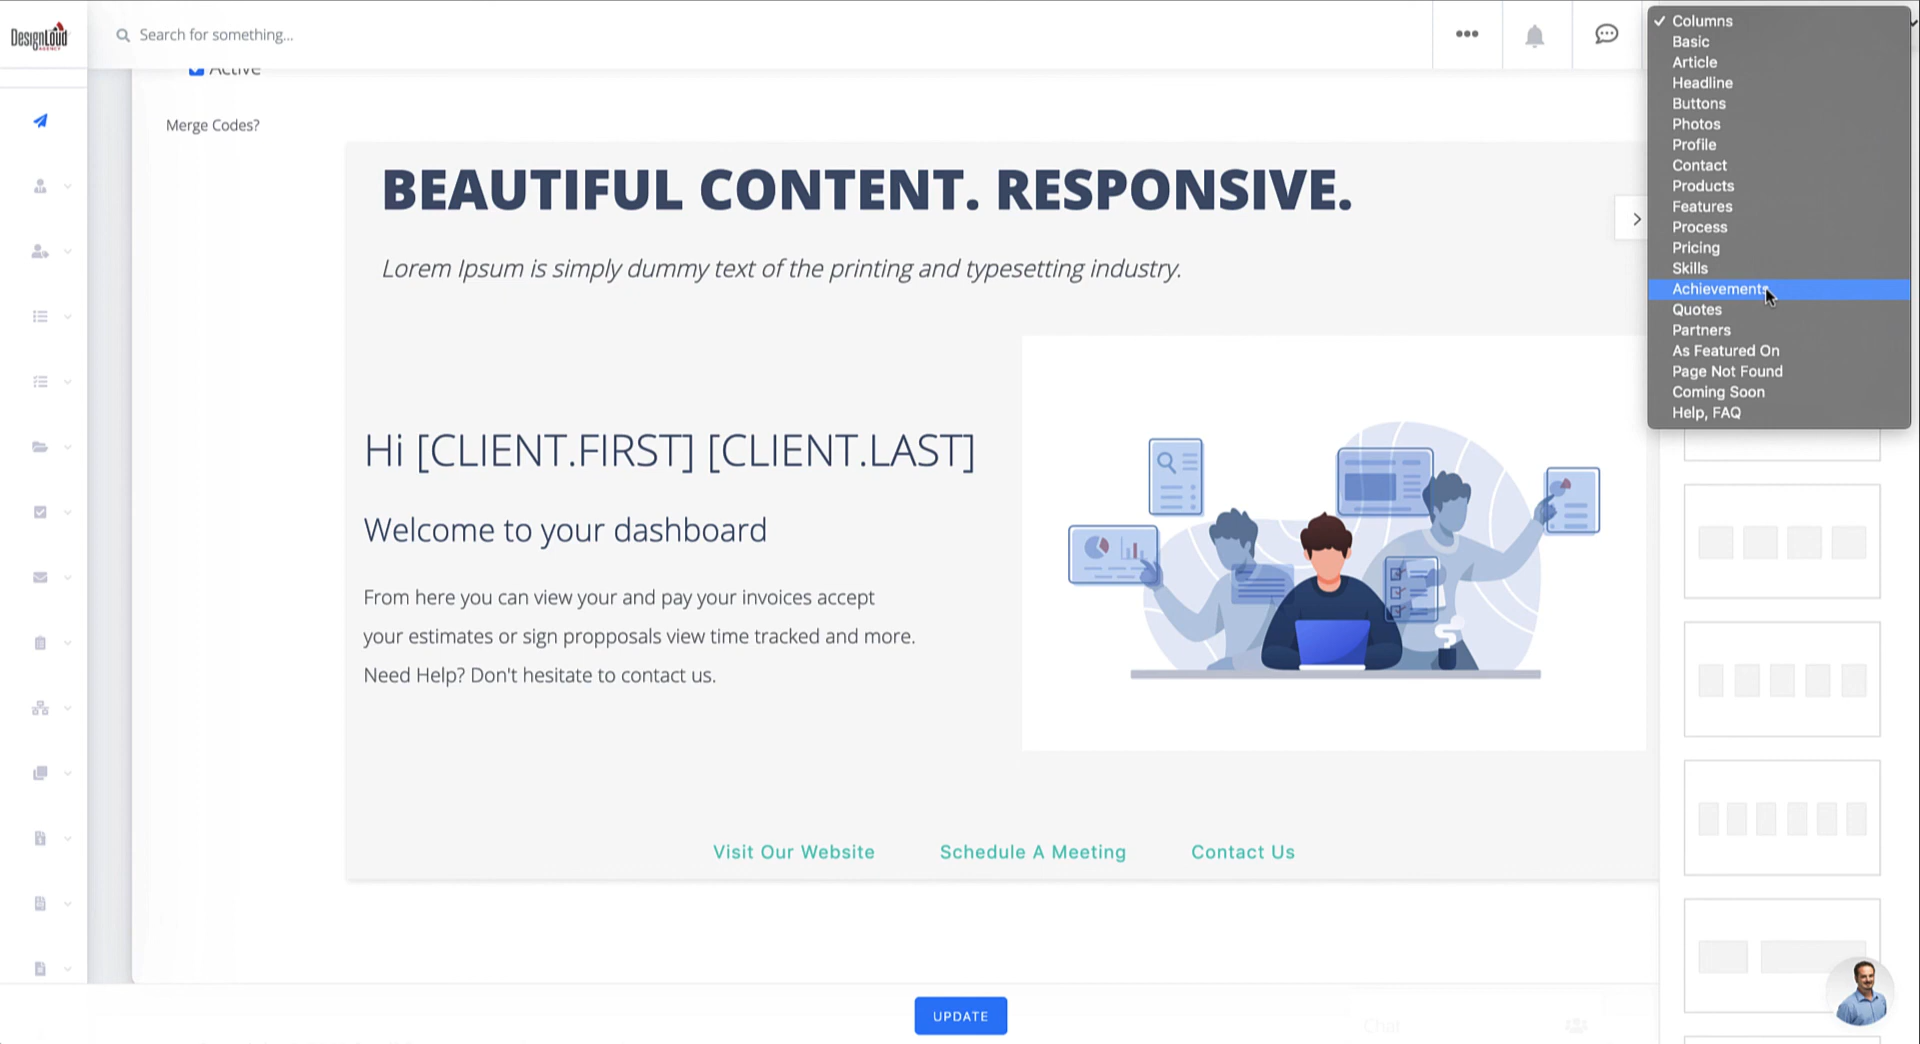 DesignLoud
AGENCY
Search for something...
Active
Merge Codes?
BEAUTIFUL CONTENT. RESPONSIVE.
Lorem Ipsum is simply dummy text of the printing and typesetting industry.
Hi [CLIENT.FIRST] [CLIENT.LAST]
Welcome to your dashboard
From here you can view your and pay your invoices accept
your estimates or sign propposals view time tracked and more.
Need Help? Don't hesitate to contact us.
Visit Our Website
Schedule A Meeting
Contact Us
UPDATE
Chat
✓ Columns
Basic
Article
Headline
Buttons
Photos
Profile
Contact
Products
Features
Process
Pricing
Skills
Achievements
Quotes
Partners
As Featured On
Page Not Found
Coming Soon
Help, FAQ